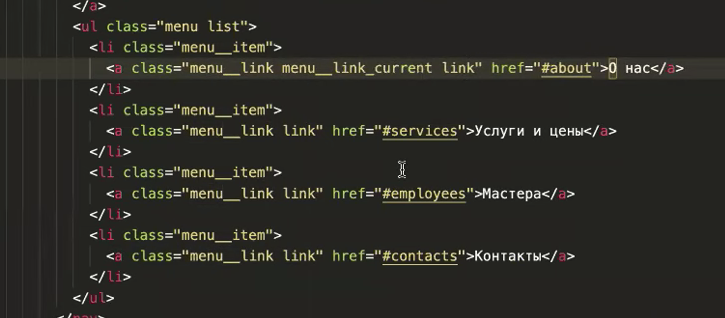 </a>
<ul class="menu list">
<li class="menu__item">
<a class="menu__link menu__link_current link" href="#about">О нас</a>
</li>
<li class="menu__item">
<a class="menu__link link" href="#services">Услуги и цены</a>
</li>
<li class="menu__item">
<a class="menu__link link" href="#employees">Мастера</a>
</li>
<li class="menu__item">
<a class="menu__link link" href="#contacts">Контакты</a>
</li>
</ul>
</nav>